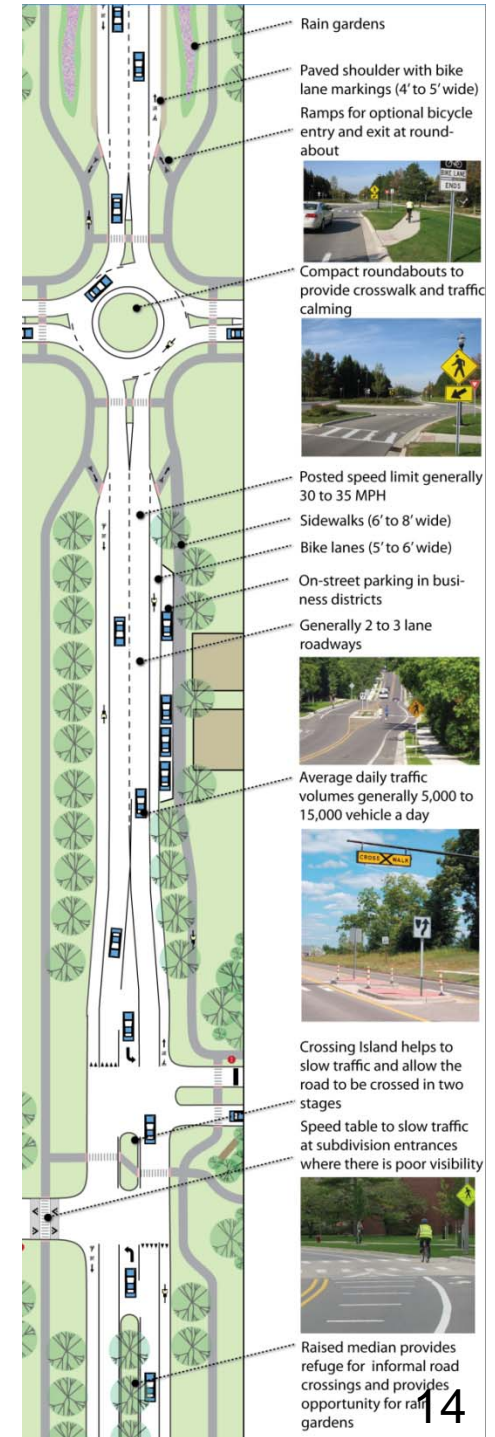 Rain gardens
Paved shoulder with bike
lane markings (4' to 5' wide)
Ramps for optional bicycle
entry and exit at round-
about
BIKE LANE
ENDS
Compact roundabouts to
provide crosswalk and traffic
calming
Posted speed limit generally
30 to 35 MPH
Sidewalks (6' to 8' wide)
Bike lanes (5' to 6' wide)
On-street parking in busi-
ness districts
Generally 2 to 3 lane
roadways
Average daily traffic
volumes generally 5,000 to
15,000 vehicle a day
CROSS WALK
Crossing Island helps to
slow traffic and allow the
road to be crossed in two
stages
Speed table to slow traffic
at subdivision entrances
where there is poor visibility
Raised median provides
refuge for informal road
crossings and provides
opportunity for rain
gardens
14